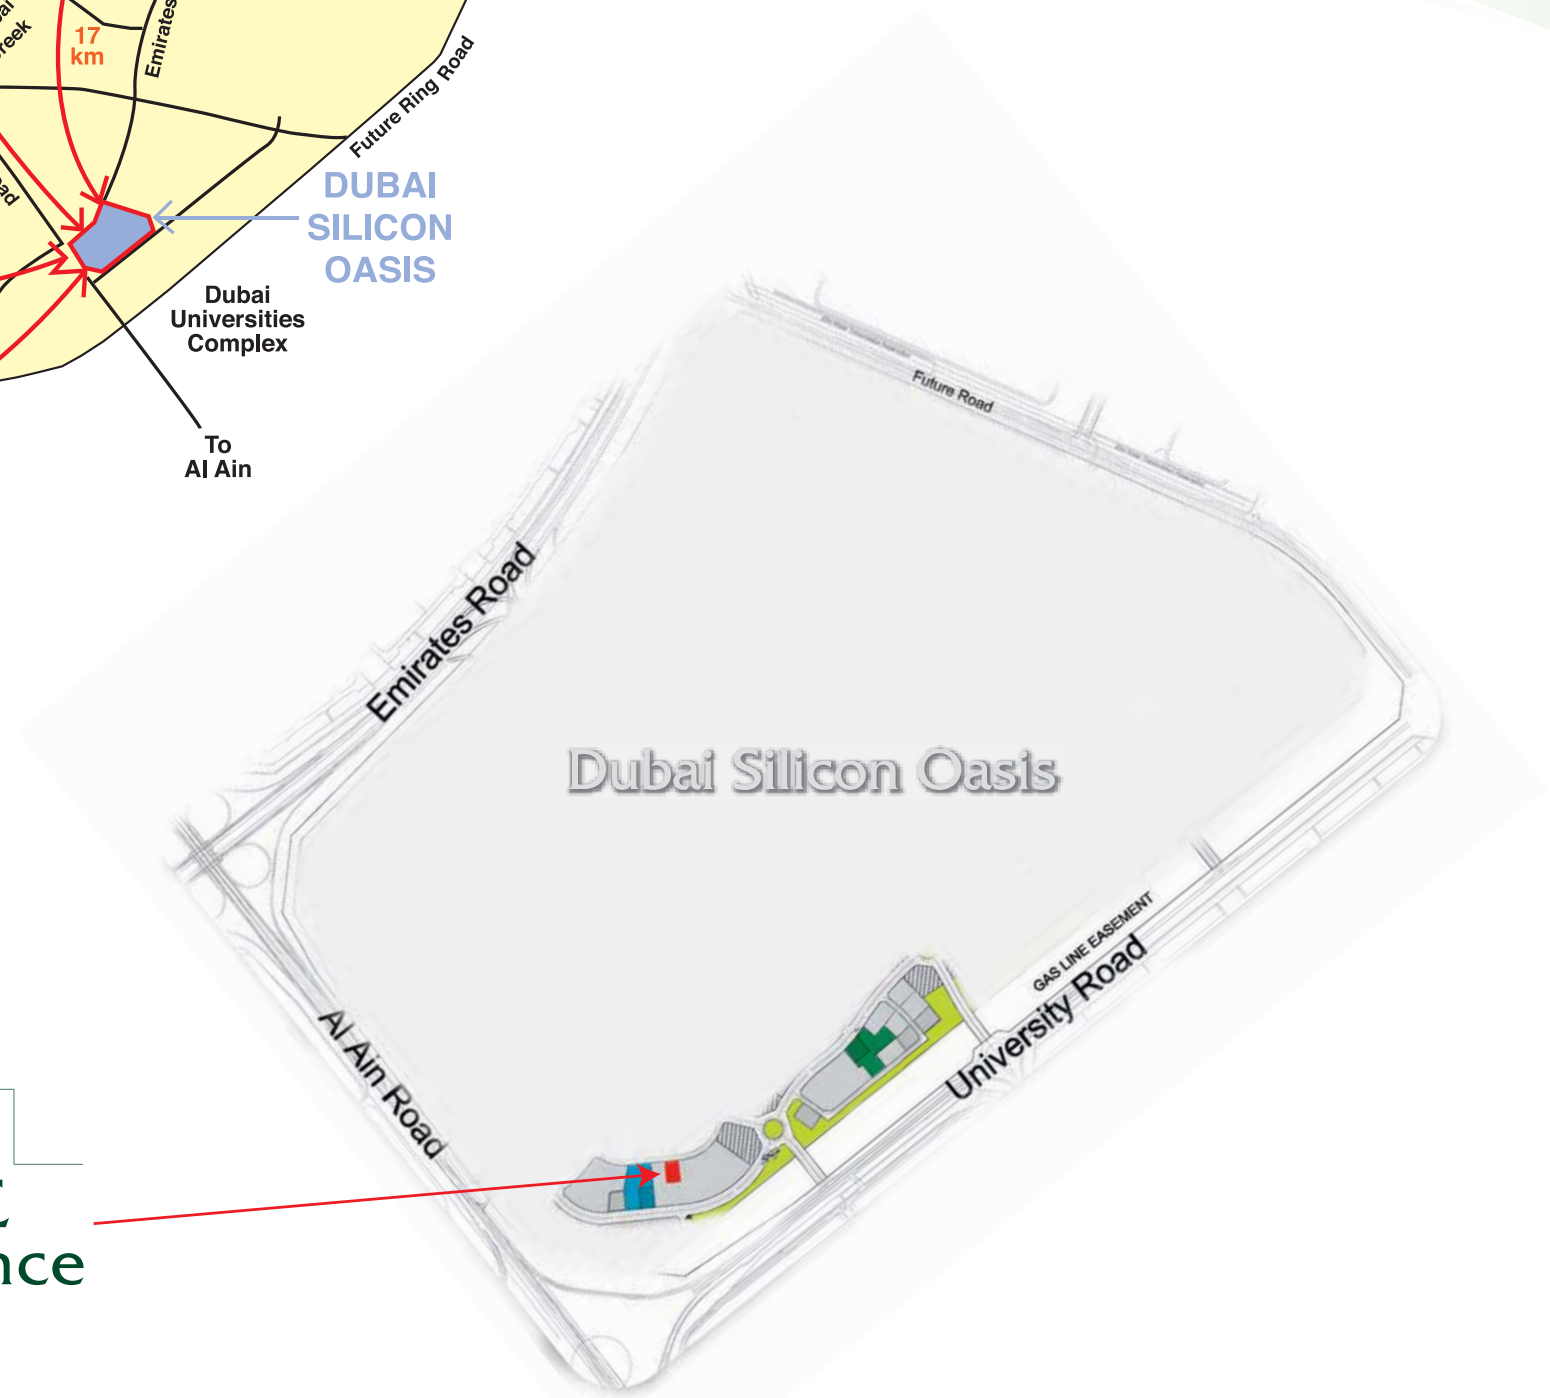 17
km
Emirates
Future Ring Road
DUBAI
SILICON
OASIS
Dubai
Universities
Complex
To
Al Ain
Future Road
Emirates Road
Dubai Silicon Oasis
GAS LINE EASEMENT
University Road
Al Ain Road
nce